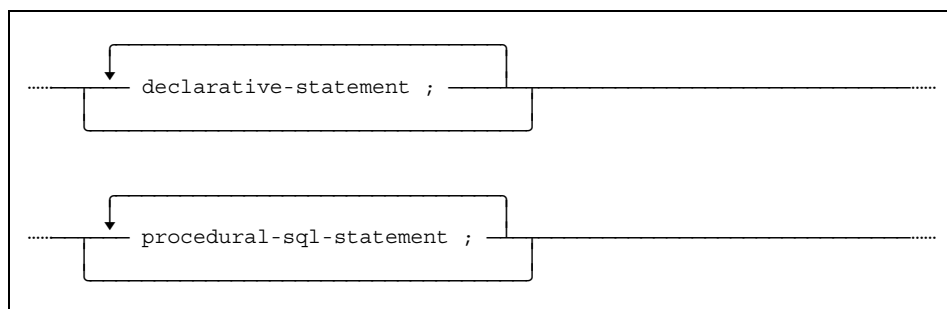 declarative-statement ;
procedural-sql-statement ;